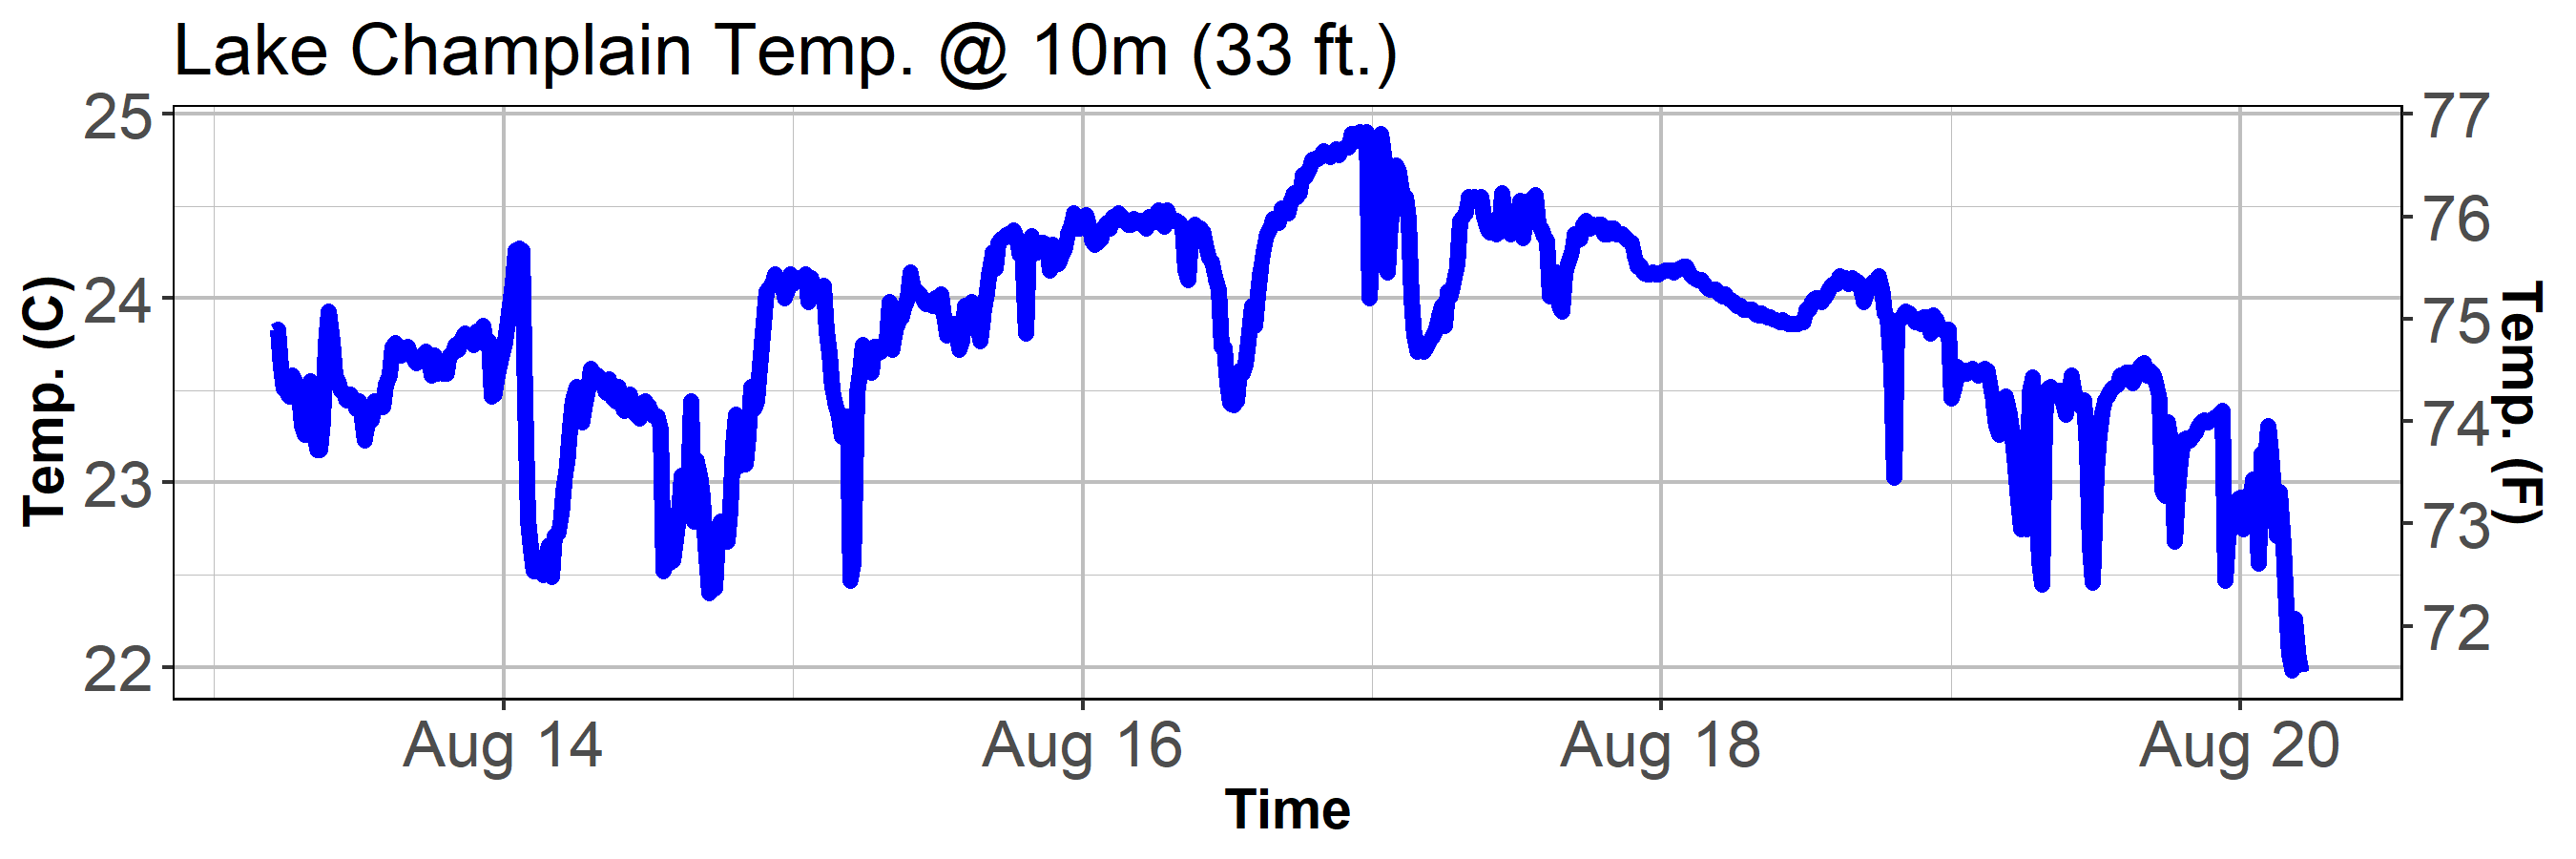 Lake Champlain Temp. @ 10m (33 ft.)
25
24
23
22
Temp. (C)
77
76
75
74
73
72
Temp. (F)
Aug 14 Aug 16 Aug 18 Aug 20
Time